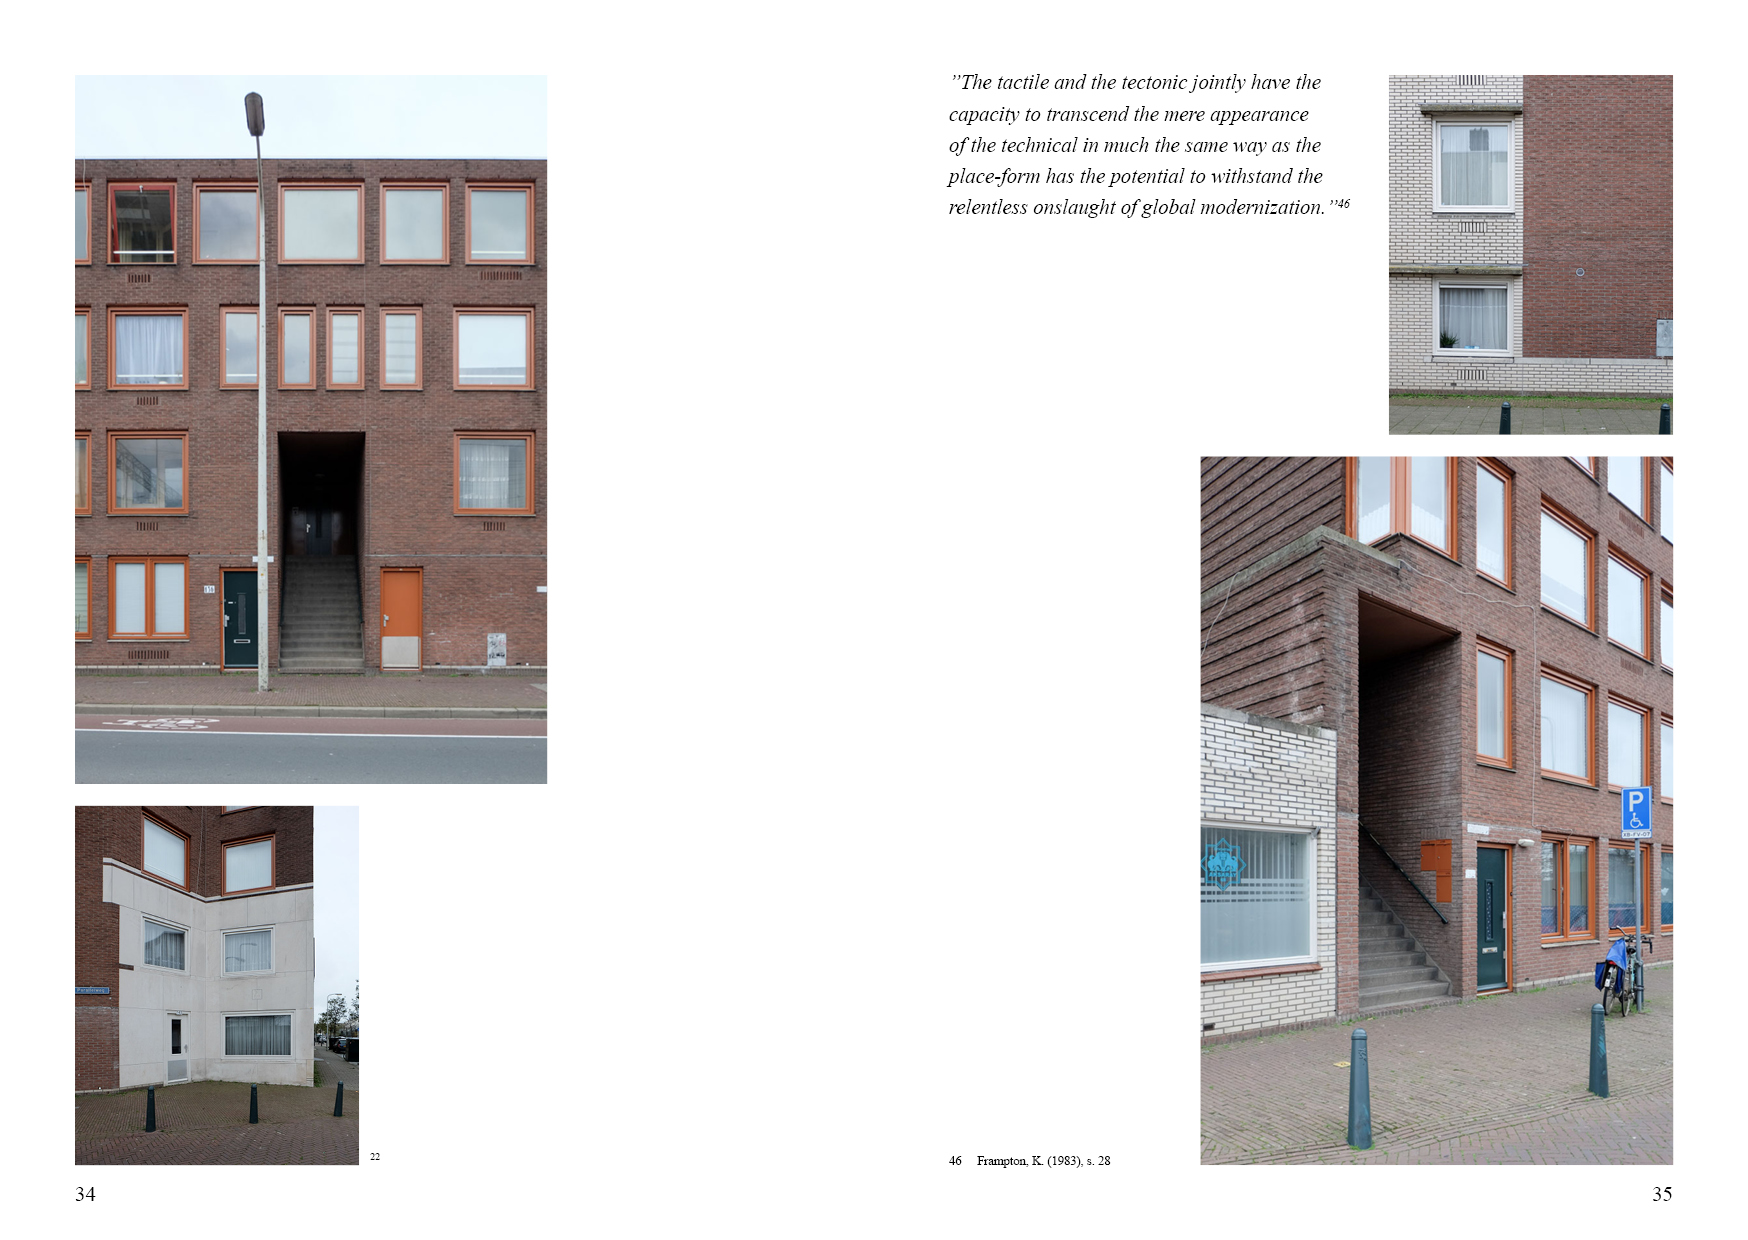 ”The tactile and the tectonic jointly have the
capacity to transcend the mere appearance
of the technical in much the same way as the
place-form has the potential to withstand the
relentless onslaught of global modernization.”46
P
22
46 Frampton, K. (1983), s. 28
34
35